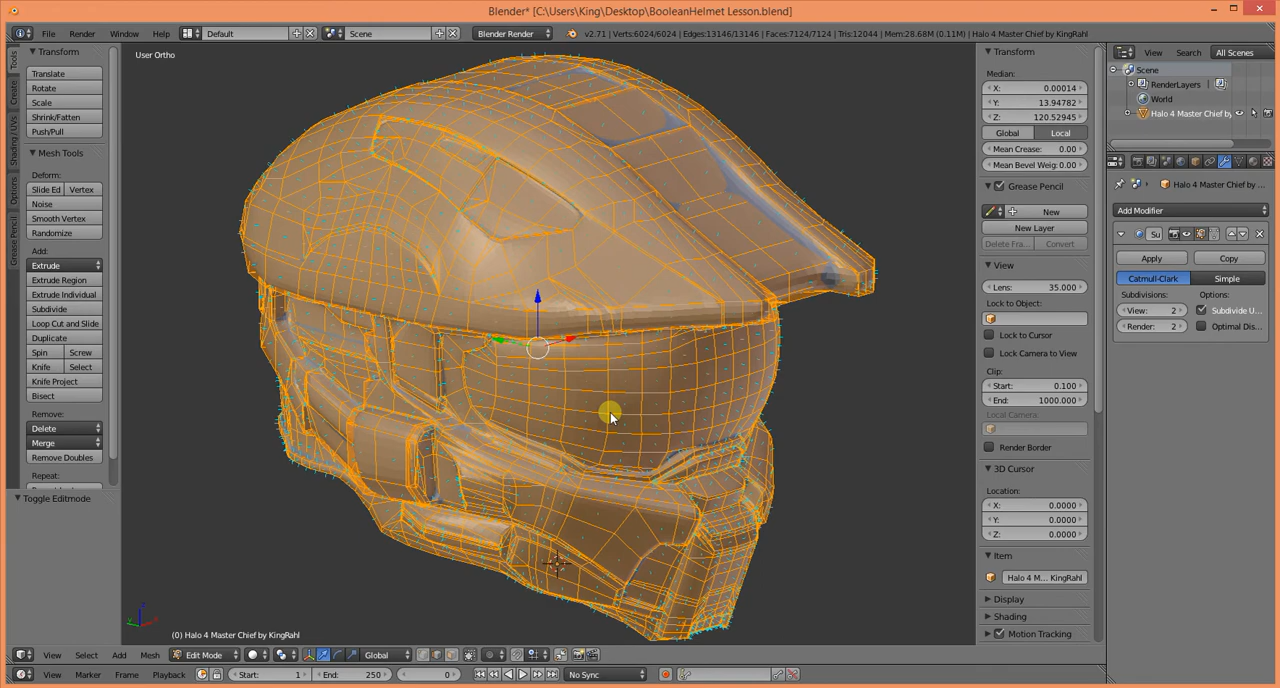 Blender* [C:\Users\King\Desktop\BooleanHelmet Lesson.blend]
File Render Window Help Default Scene Blender Render v2.71 | Verts:6024/6024 | Edges:13146/13146 | Faces:7124/7124 | Tris:12044 | Mem:28.68M (0.11M) | Halo 4 Master Chief by KingRahl
Tools
Create
Shading / UVs
Options
Grease Pencil
Transform
Translate
Rotate
Scale
Shrink/Fatten
Push/Pull
Mesh Tools
Deform:
Slide Ed Vertex
Noise
Smooth Vertex
Randomize
Add:
Extrude
Extrude Region
Extrude Individual
Subdivide
Loop Cut and Slide
Duplicate
Spin Screw
Knife Select
Knife Project
Bisect
Remove:
Delete
Merge
Remove Doubles
Repeat:
Toggle Editmode
User Ortho
(0) Halo 4 Master Chief by KingRahl
Transform
Median:
X: 0.00014
Y: 13.94782
Z: 120.52945
Global Local
Mean Crease: 0.00
Mean Bevel Weig: 0.00
Grease Pencil
New
New Layer
Delete Fra... Convert
View
Lens: 35.000
Lock to Object:
Lock to Cursor
Lock Camera to View
Clip:
Start: 0.100
End: 1000.000
Local Camera:
Render Border
3D Cursor
Location:
X: 0.0000
Y: 0.0000
Z: 0.0000
Item
Halo 4 M... KingRahl
Display
Shading
Motion Tracking
View Search All Scenes
Scene
RenderLayers
World
Halo 4 Master Chief by
Halo 4 Master Chief by ...
Add Modifier
Su
Apply Copy
Catmull-Clark Simple
Subdivisions: Options:
View: 2 Subdivide U...
Render: 2 Optimal Dis...
View Select Add Mesh Edit Mode Global
View Marker Frame Playback Start: 1 End: 250 0 No Sync